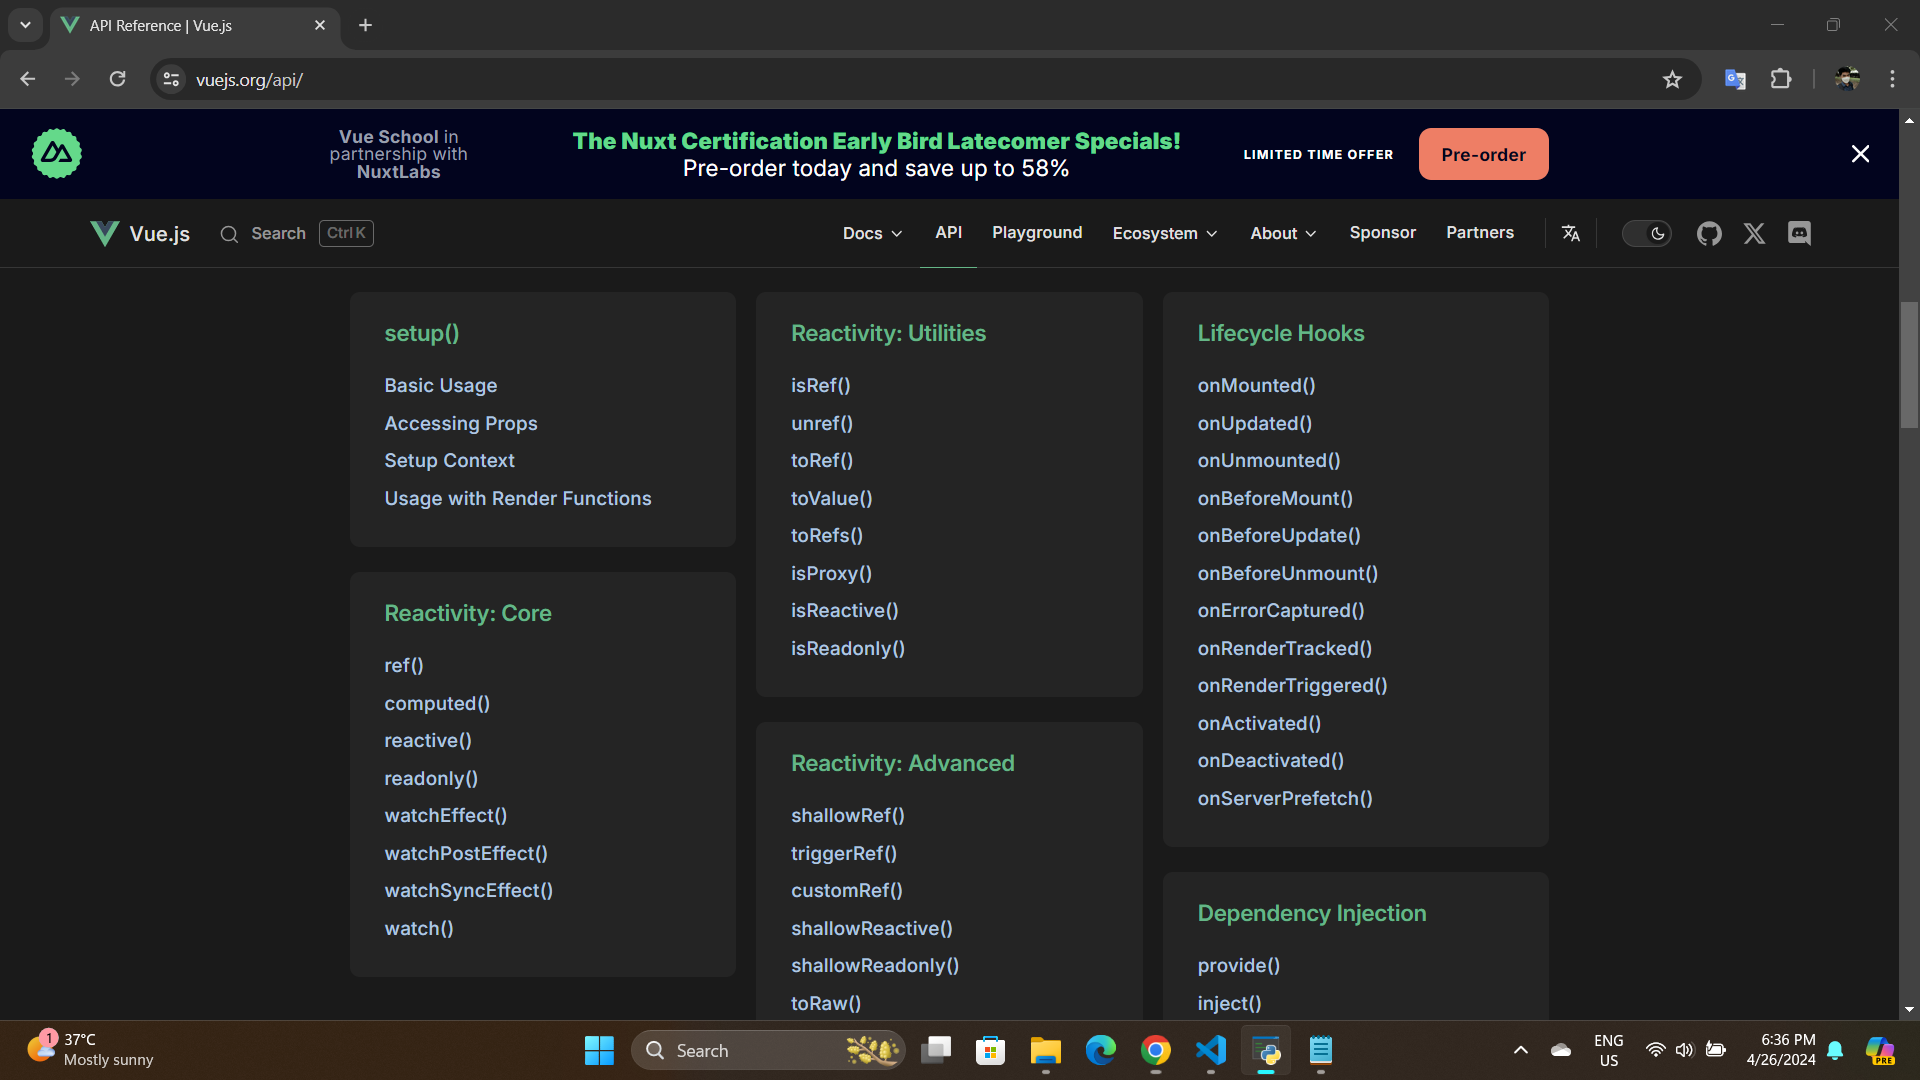 API Reference | Vue.js
vuejs.org/api/
Vue School in
partnership with
NuxtLabs
The Nuxt Certification Early Bird Latecomer Specials!
Pre-order today and save up to 58%
LIMITED TIME OFFER
Pre-order
Vue.js
Search
Ctrl K
Docs
API
Playground
Ecosystem
About
Sponsor
Partners
setup()
Basic Usage
Accessing Props
Setup Context
Usage with Render Functions
Reactivity: Core
ref()
computed()
reactive()
readonly()
watchEffect()
watchPostEffect()
watchSyncEffect()
watch()
Reactivity: Utilities
isRef()
unref()
toRef()
toValue()
toRefs()
isProxy()
isReactive()
isReadonly()
Reactivity: Advanced
shallowRef()
triggerRef()
customRef()
shallowReactive()
shallowReadonly()
toRaw()
Lifecycle Hooks
onMounted()
onUpdated()
onUnmounted()
onBeforeMount()
onBeforeUpdate()
onBeforeUnmount()
onErrorCaptured()
onRenderTracked()
onRenderTriggered()
onActivated()
onDeactivated()
onServerPrefetch()
Dependency Injection
provide()
inject()
1
37°C
Mostly sunny
Search
ENG
US
6:36 PM
4/26/2024
PRE